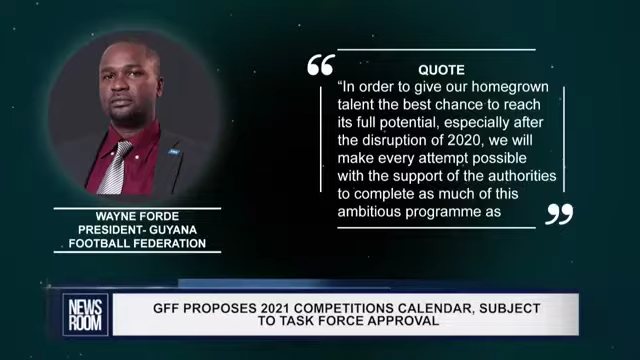 WAYNE FORDE
PRESIDENT- GUYANA
FOOTBALL FEDERATION
“
QUOTE
“In order to give our homegrown
talent the best chance to reach
its full potential, especially after
the disruption of 2020, we will
make every attempt possible
with the support of the authorities
to complete as much of this
ambitious programme as
”
NEWS
ROOM
GFF PROPOSES 2021 COMPETITIONS CALENDAR, SUBJECT
TO TASK FORCE APPROVAL